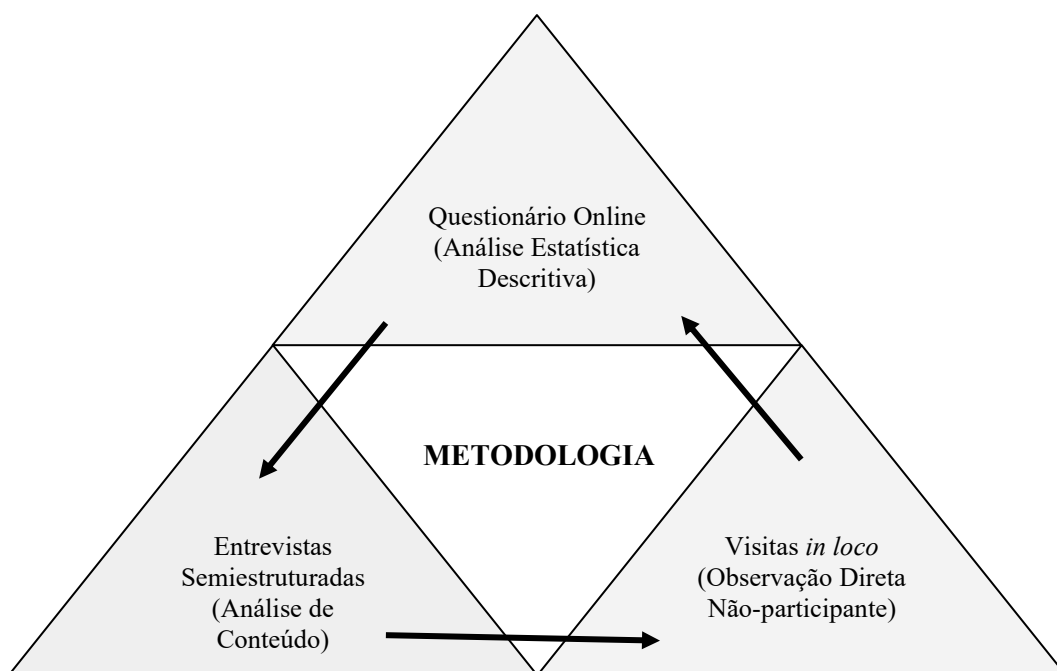 Questionário Online
(Análise Estatística
Descritiva)
METODOLOGIA
Entrevistas
Semiestruturadas
(Análise de
Conteúdo)
Visitas in loco
(Observação Direta
Não-participante)